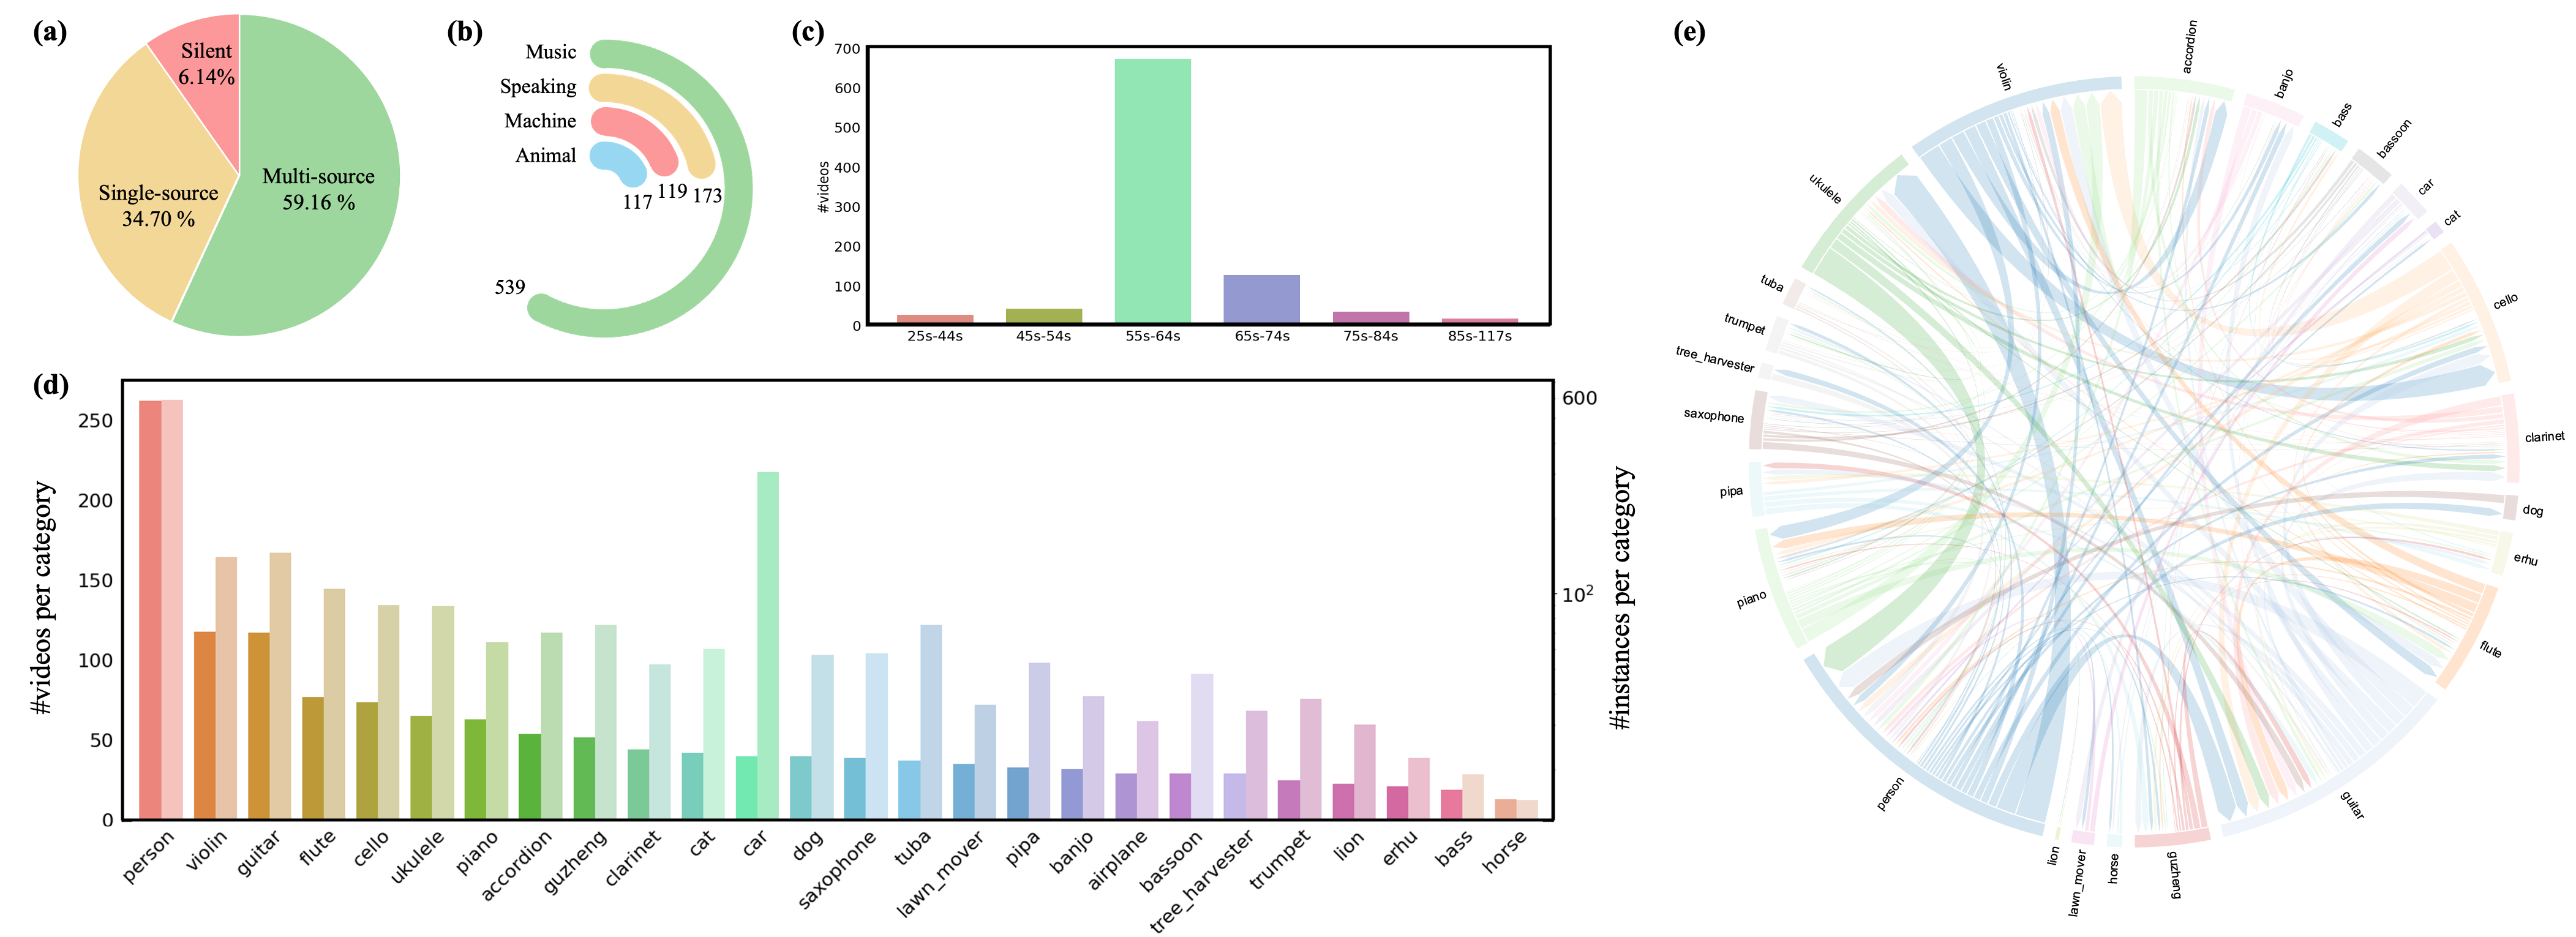 (a)
Silent
6.14%
Single-source
34.70 %
Multi-source
59.16 %
(b)
Music
Speaking
Machine
Animal
117
119
173
539
(c)
#videos
700
600
500
400
300
200
100
0
25s-44s
45s-54s
55s-64s
65s-74s
75s-84s
85s-117s
(d)
#videos per category
250
200
150
100
50
0
600
10²
#instances per category
person
violin
guitar
flute
cello
ukulele
piano
accordion
guzheng
clarinet
cat
car
dog
saxophone
tuba
lawn_mover
pipa
banjo
airplane
bassoon
tree_harvester
trumpet
lion
erhu
bass
horse
(e)
accordion
banjo
bass
bassoon
car
cat
cello
clarinet
dog
erhu
flute
guitar
guzheng
horse
lawn_mover
lion
person
piano
pipa
saxophone
tree_harvester
trumpet
tuba
ukulele
violin